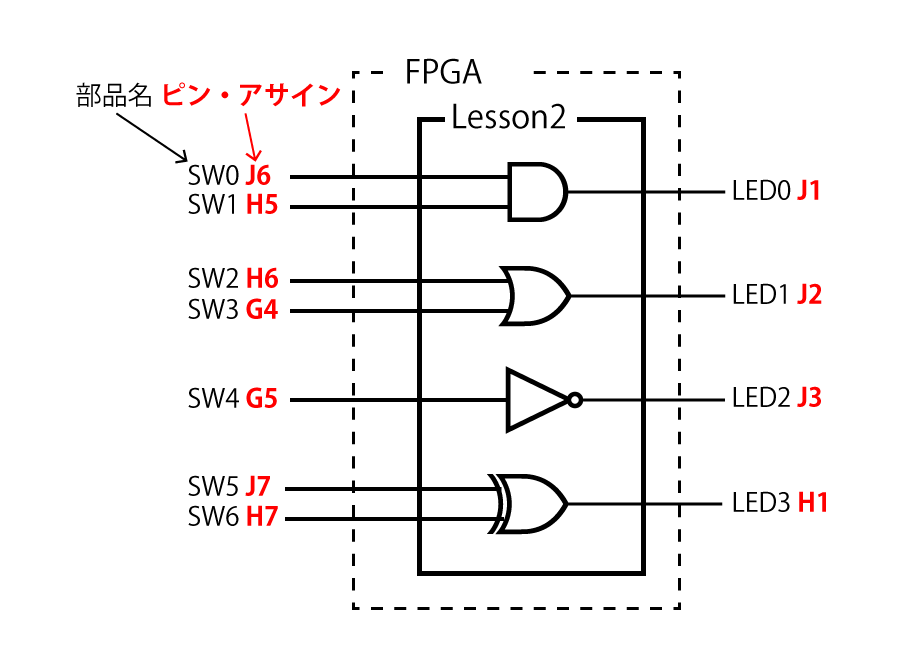 FPGA
部品名 ピン・アサイン
Lesson2
SW0 J6
SW1 H5
LED0 J1
SW2 H6
SW3 G4
LED1 J2
SW4 G5
LED2 J3
SW5 J7
SW6 H7
LED3 H1